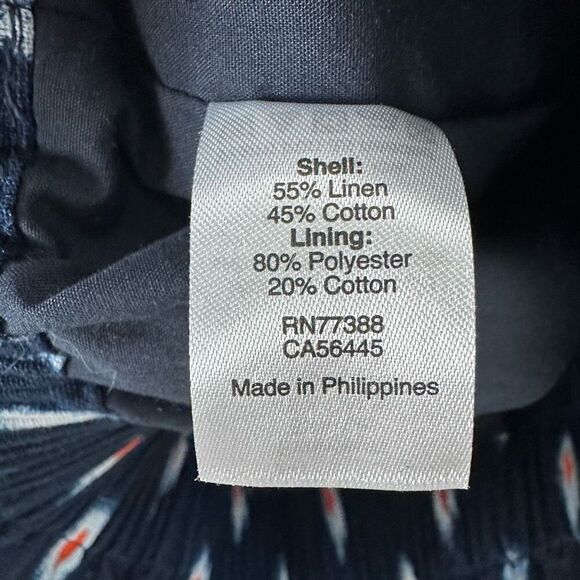 Shell:
55% Linen
45% Cotton
Lining:
80% Polyester
20% Cotton
RN77388
CA56445
Made in Philippines